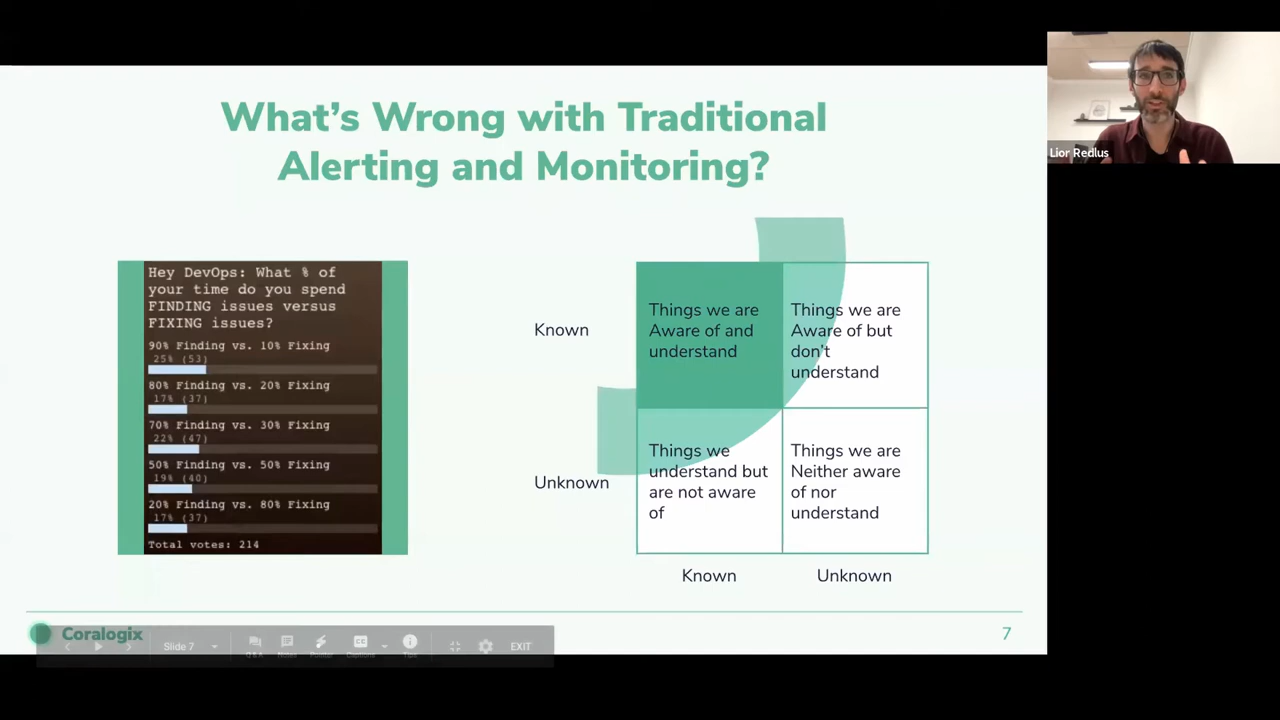 What's Wrong with Traditional
Alerting and Monitoring?
Lior Redlus
Hey DevOps: What % of
your time do you spend
FINDING issues versus
FIXING issues?
90% Finding vs. 10% Fixing
25% (53)
80% Finding vs. 20% Fixing
17% (37)
70% Finding vs. 30% Fixing
22% (47)
50% Finding vs. 50% Fixing
19% (40)
20% Finding vs. 80% Fixing
17% (37)
Total votes: 214
Known
Things we are
Aware of and
understand
Things we are
Aware of but
don't
understand
Unknown
Things we
understand but
are not aware
of
Things we are
Neither aware
of nor
understand
Known
Unknown
Coralogix
7
Slide 7
Q&A
Notes
Pointer
Captions
Tips
EXIT